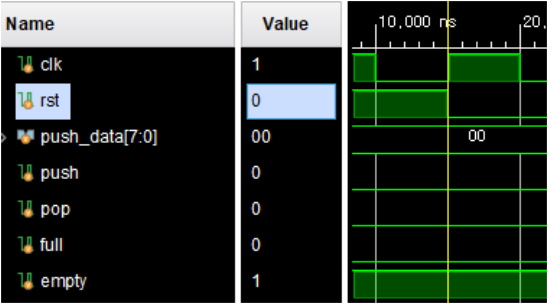 Name Value 10,000 ns 20,
clk 1
rst 0
push_data[7:0] 00 00
push 0
pop 0
full 0
empty 1